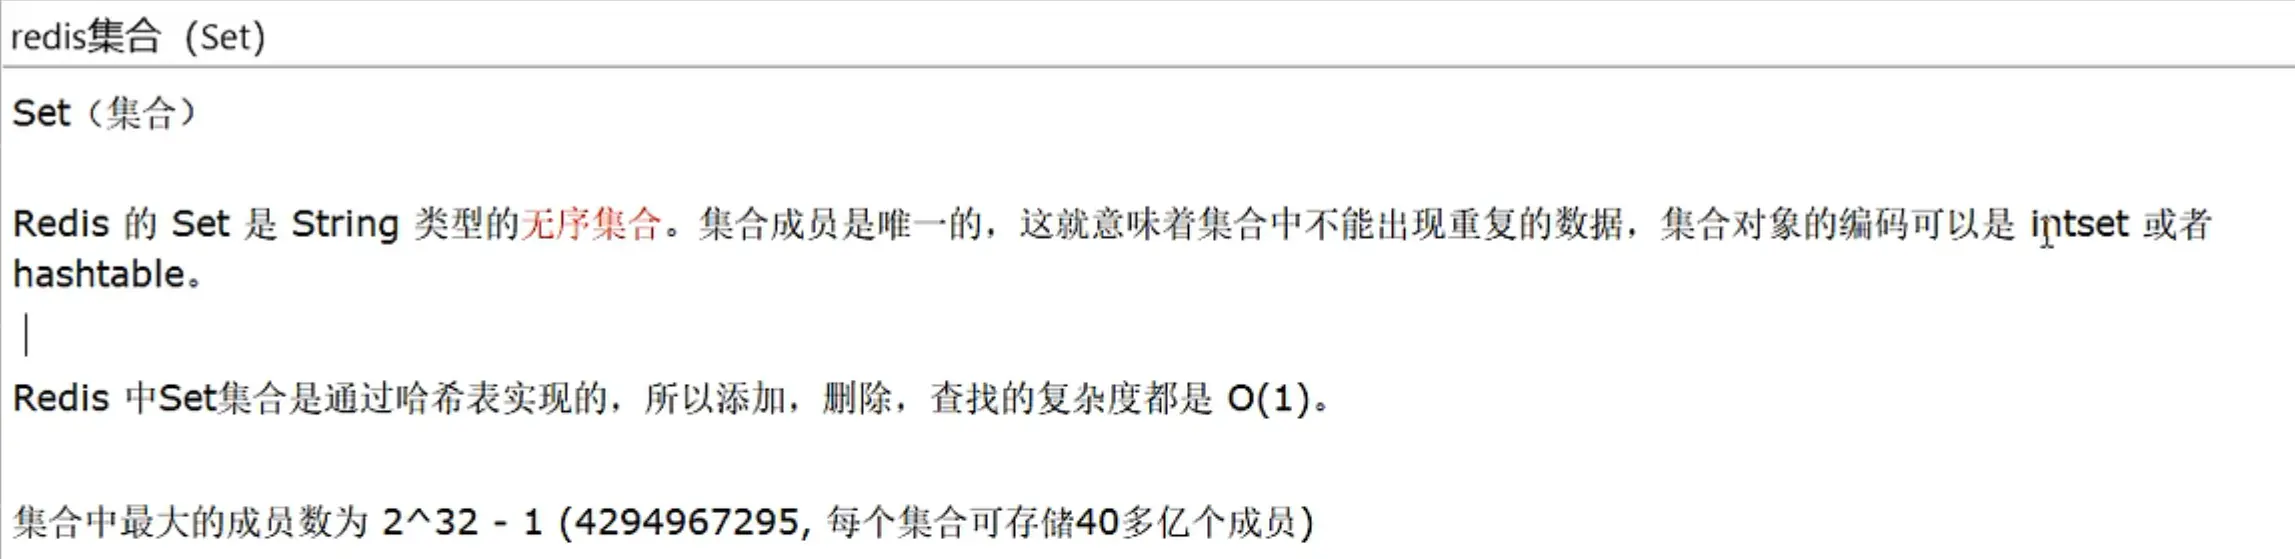 redis集合（Set）
Set（集合）
Redis 的 Set 是 String 类型的无序集合。集合成员是唯一的，这就意味着集合中不能出现重复的数据，集合对象的编码可以是 intset 或者
hashtable。
Redis 中Set集合是通过哈希表实现的，所以添加，删除，查找的复杂度都是 O(1)。
集合中最大的成员数为 2^32 - 1 (4294967295, 每个集合可存储40多亿个成员)